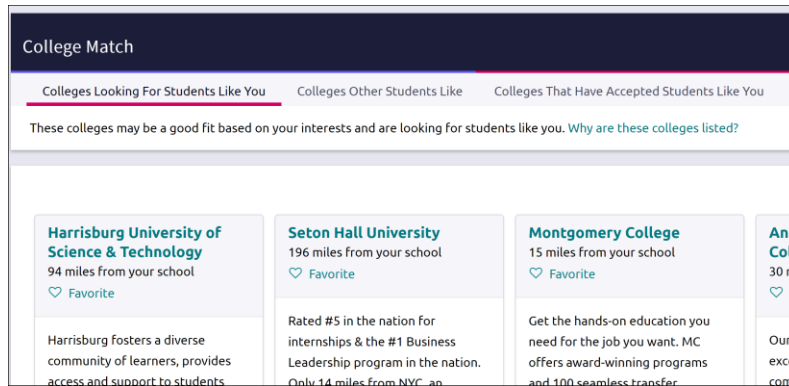 College Match
Colleges Looking For Students Like You
Colleges Other Students Like
Colleges That Have Accepted Students Like You
These colleges may be a good fit based on your interests and are looking for students like you. Why are these colleges listed?
Harrisburg University of
Science & Technology
94 miles from your school
Favorite
Harrisburg fosters a diverse
community of learners, provides
access and support to students
Seton Hall University
196 miles from your school
Favorite
Rated #5 in the nation for
internships & the #1 Business
Leadership program in the nation.
Only 14 miles from NYC, an
Montgomery College
15 miles from your school
Favorite
Get the hands-on education you
need for the job you want. MC
offers award-winning programs
and 100 seamless transfer
An
Col
30
Our
exc